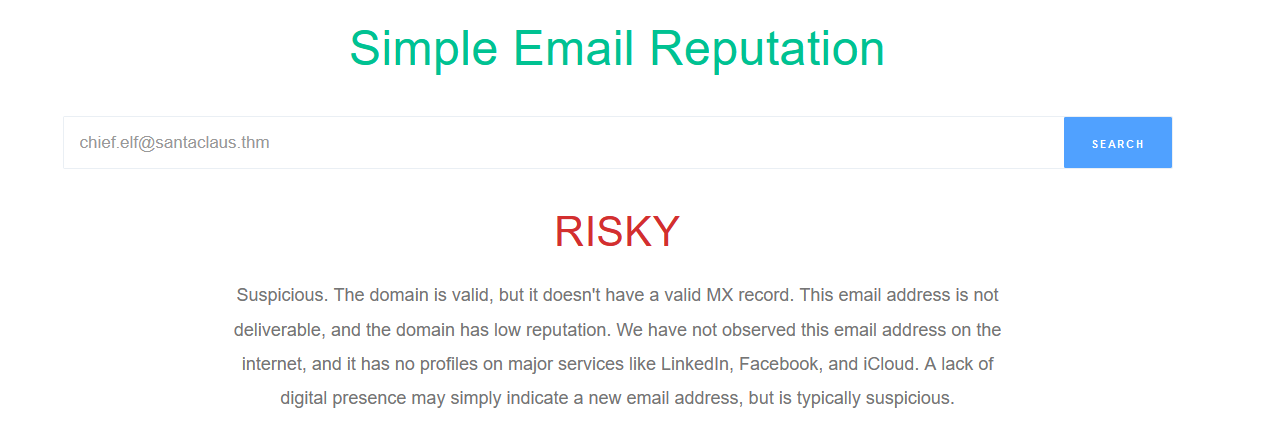 Simple Email Reputation
chief.elf@santaclaus.thm
SEARCH
RISKY
Suspicious. The domain is valid, but it doesn't have a valid MX record. This email address is not
deliverable, and the domain has low reputation. We have not observed this email address on the
internet, and it has no profiles on major services like LinkedIn, Facebook, and iCloud. A lack of
digital presence may simply indicate a new email address, but is typically suspicious.